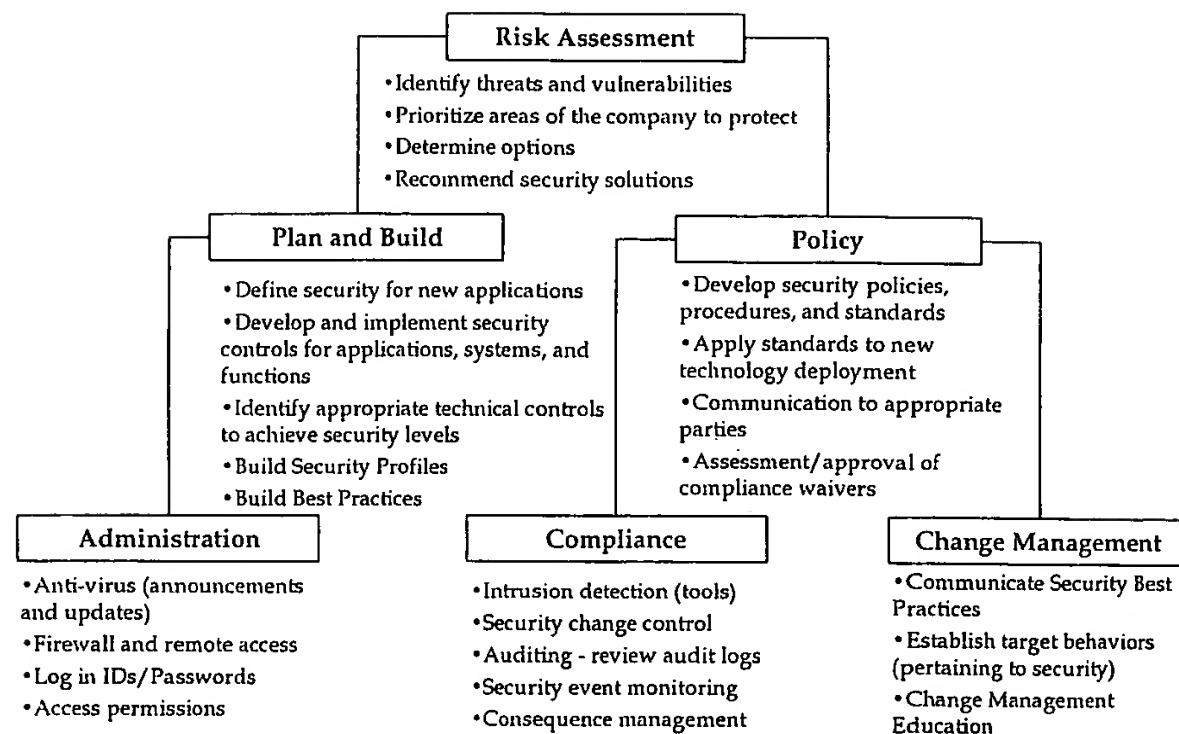 Risk Assessment
•Identify threats and vulnerabilities
•Prioritize areas of the company to protect
•Determine options
•Recommend security solutions
Plan and Build
•Define security for new applications
•Develop and implement security
controls for applications, systems, and
functions
•Identify appropriate technical controls
to achieve security levels
•Build Security Profiles
•Build Best Practices
Policy
•Develop security policies,
procedures, and standards
•Apply standards to new
technology deployment
•Communication to appropriate
parties
•Assessment/approval of
compliance waivers
Administration
•Anti-virus (announcements
and updates)
•Firewall and remote access
•Log in IDs/Passwords
•Access permissions
Compliance
•Intrusion detection (tools)
•Security change control
•Auditing - review audit logs
•Security event monitoring
•Consequence management
Change Management
•Communicate Security Best
Practices
•Establish target behaviors
(pertaining to security)
•Change Management
Education